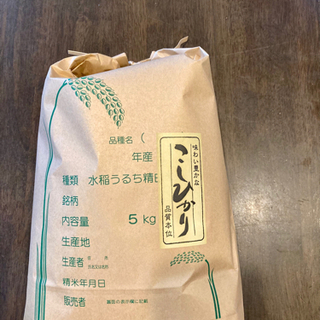 品種名 (
年産
種類 水稲うるち精
銘柄
内容量 5kg
生産地
生産者
精米年月日
販売者
味わい豊かな
こしひかり
品質本位